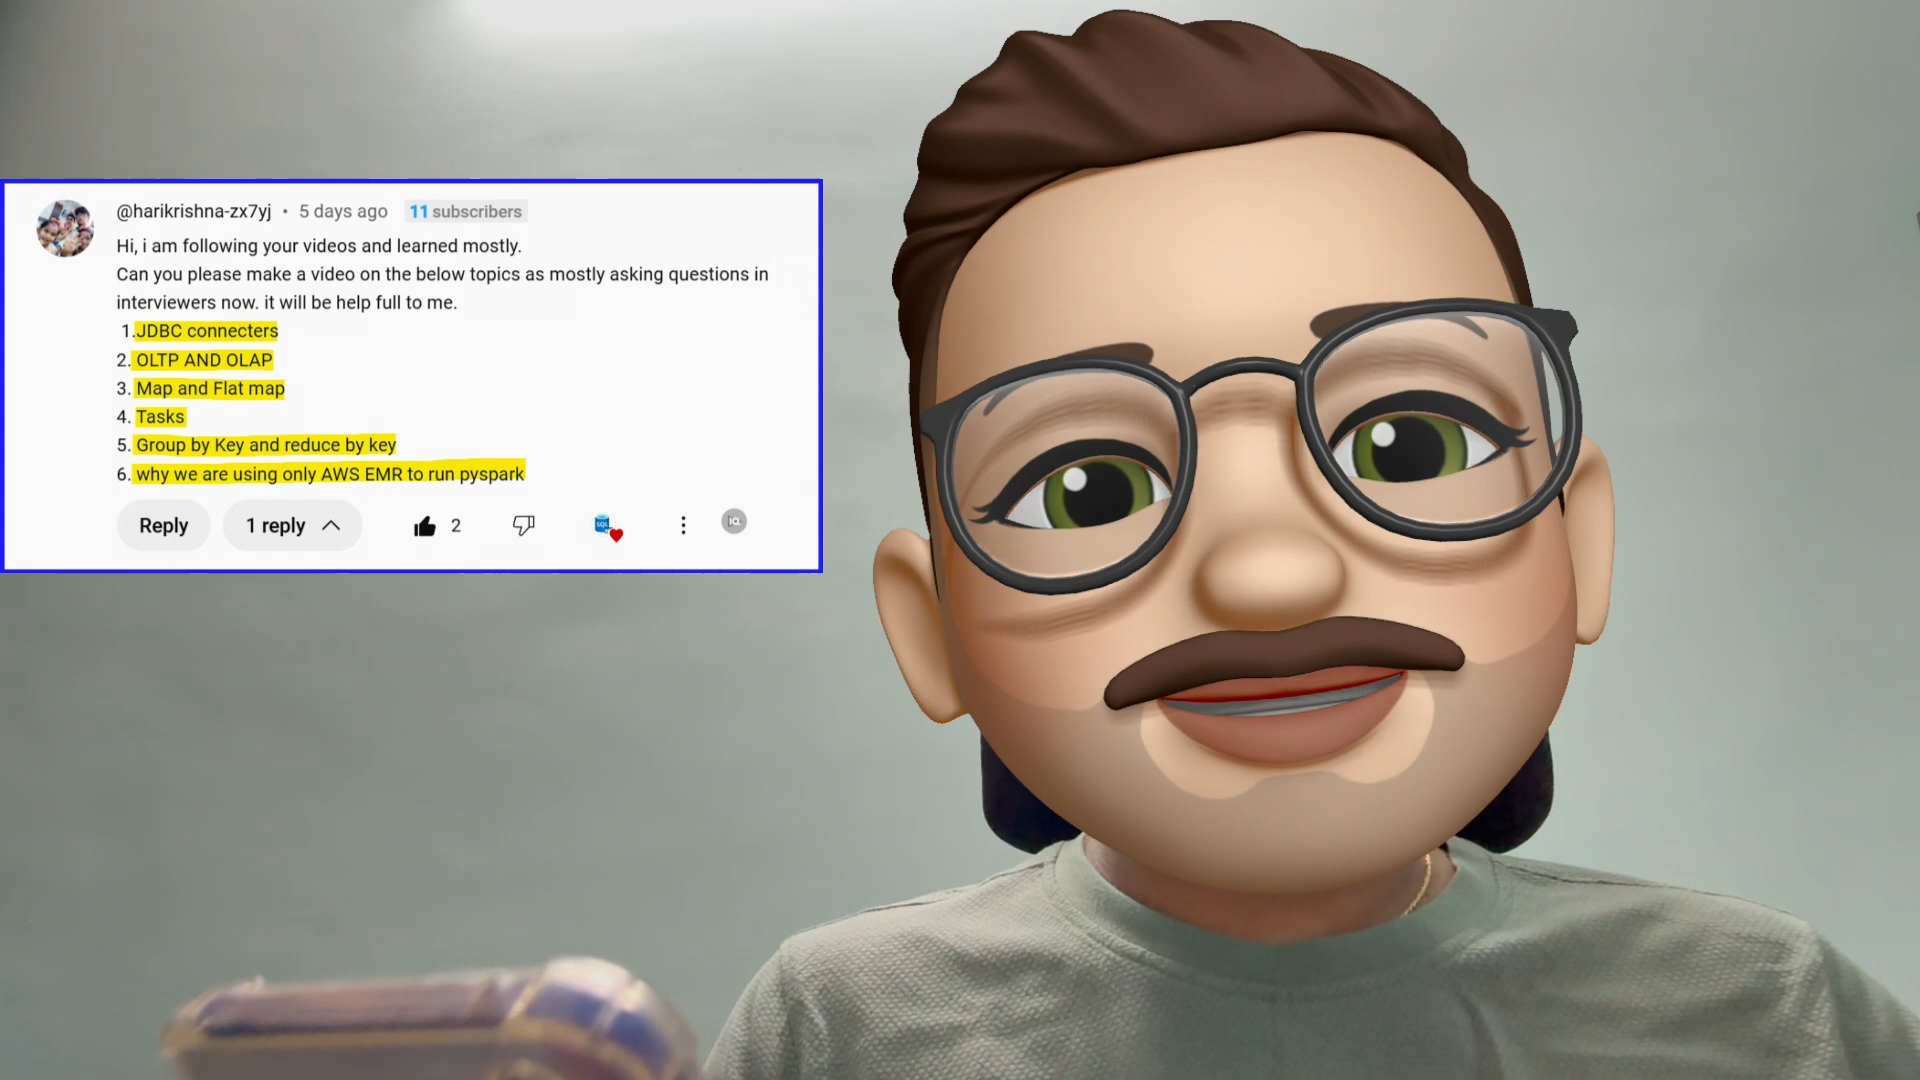 @harikrishna-zx7yj • 5 days ago 11 subscribers
Hi, i am following your videos and learned mostly.
Can you please make a video on the below topics as mostly asking questions in
interviewers now. it will be help full to me.
1.JDBC connecters
2. OLTP AND OLAP
3. Map and Flat map
4. Tasks
5. Group by Key and reduce by key
6. why we are using only AWS EMR to run pyspark
Reply 1 reply 2 SQL IQ